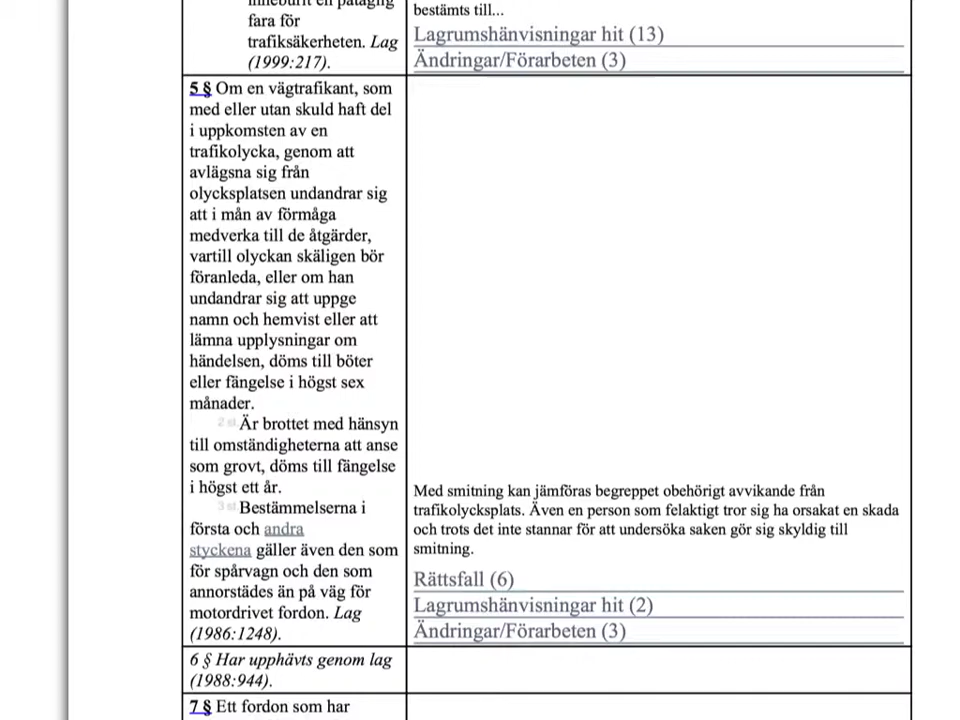 inneburit en påtaglig
fara för
trafiksäkerheten. Lag
(1999:217).
bestämts till...
Lagrumshänvisningar hit (13)
Ändringar/Förarbeten (3)
5 § Om en vägtrafikant, som
med eller utan skuld haft del
i uppkomsten av en
trafikolycka, genom att
avlägsna sig från
olycksplatsen undandrar sig
att i mån av förmåga
medverka till de åtgärder,
vartill olyckan skäligen bör
föranleda, eller om han
undandrar sig att uppge
namn och hemvist eller att
lämna upplysningar om
händelsen, döms till böter
eller fängelse i högst sex
månader.
2 st Är brottet med hänsyn
till omständigheterna att anse
som grovt, döms till fängelse
i högst ett år.
3 st Bestämmelserna i
första och andra
styckena gäller även den som
för spårvagn och den som
annorstädes än på väg för
motordrivet fordon. Lag
(1986:1248).
Med smitning kan jämföras begreppet obehörigt avvikande från
trafikolycksplats. Även en person som felaktigt tror sig ha orsakat en skada
och trots det inte stannar för att undersöka saken gör sig skyldig till
smitning.
Rättsfall (6)
Lagrumshänvisningar hit (2)
Ändringar/Förarbeten (3)
6 § Har upphävts genom lag
(1988:944).
7 § Ett fordon som har